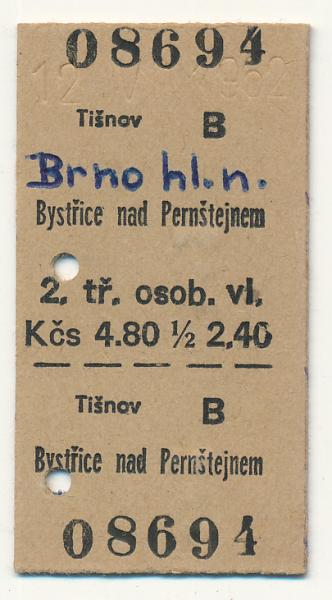 08694
Tišnov B
Brno hl.n.
Bystřice nad Pernštejnem
2. tř. osob. vl.
Kčs 4.80 ½ 2.40
Tišnov B
Bystřice nad Pernštejnem
08694